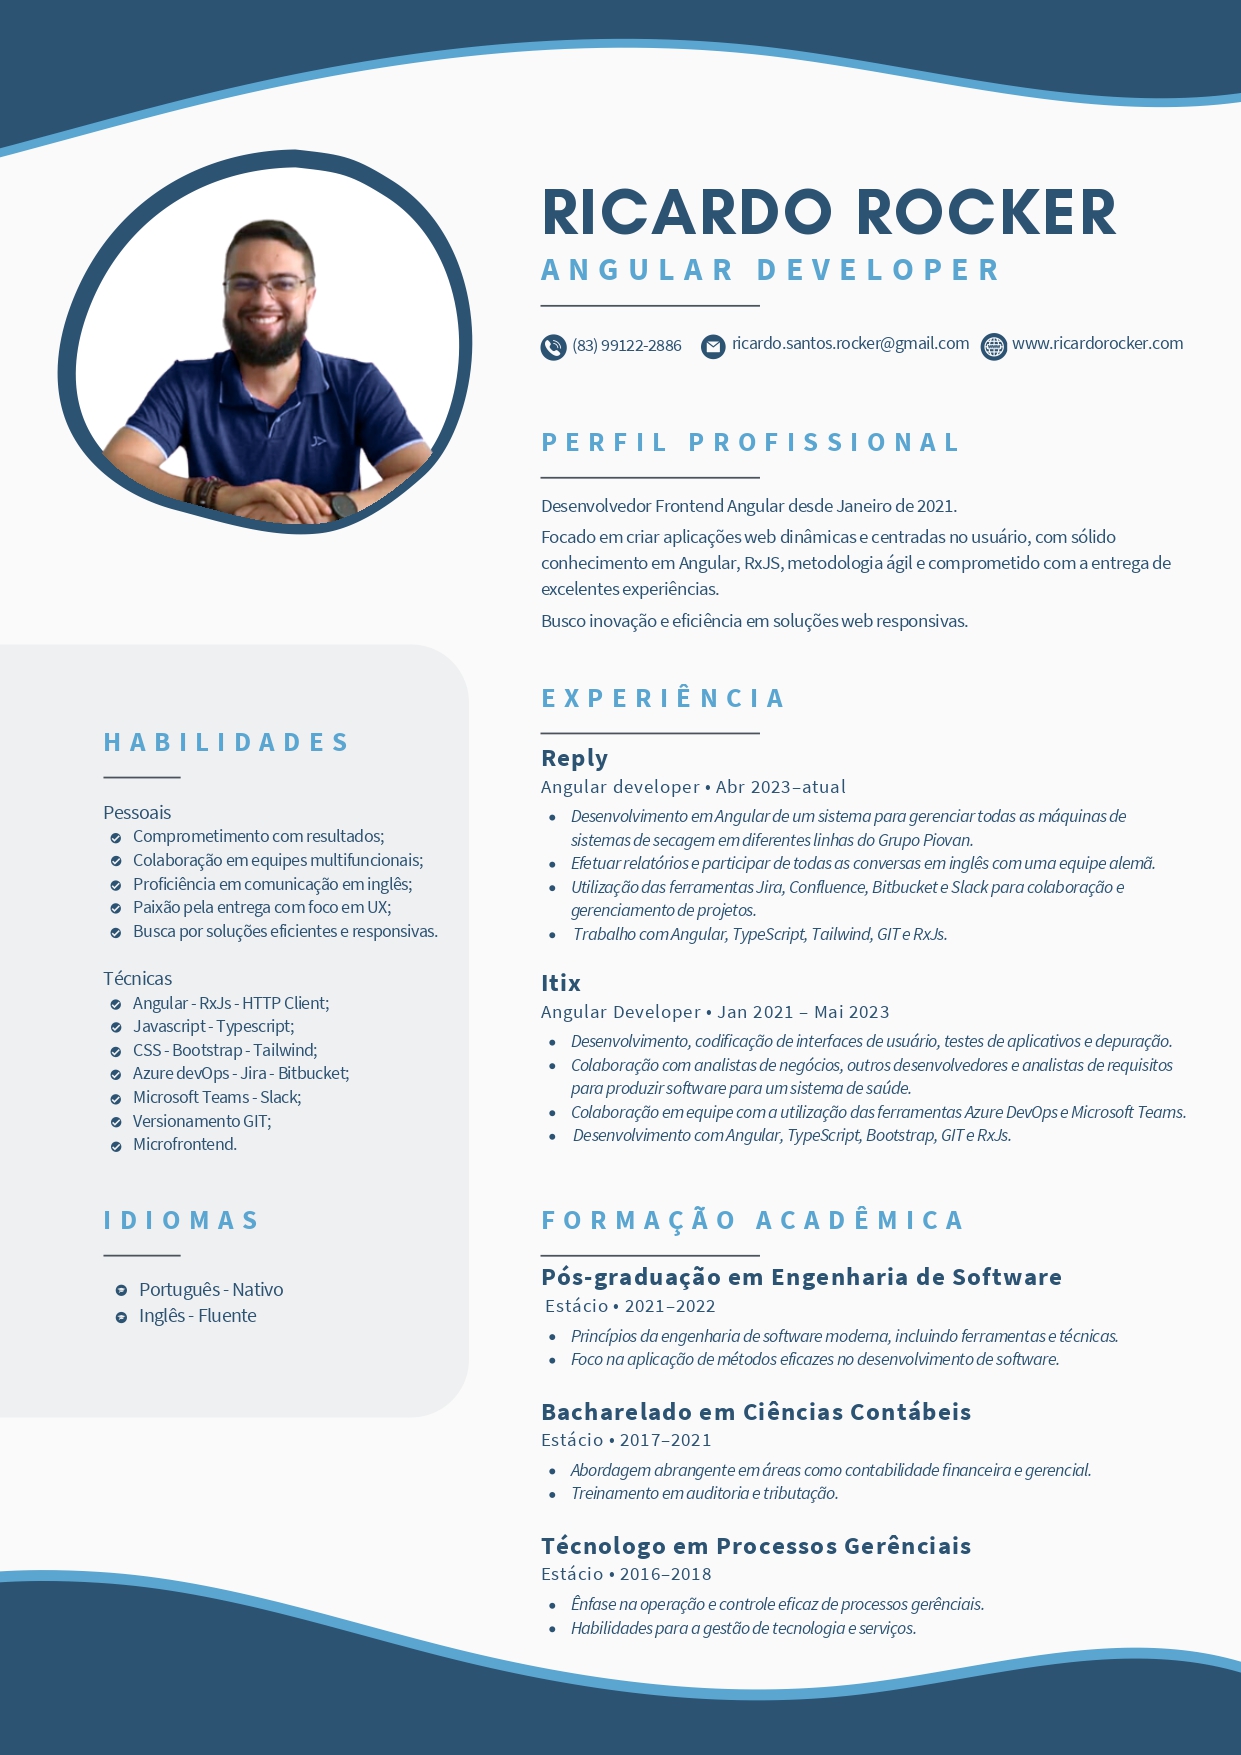 RICARDO ROCKER
ANGULAR DEVELOPER
(83) 99122-2886 ricardo.santos.rocker@gmail.com www.ricardorocker.com
PERFIL PROFISSIONAL
Desenvolvedor Frontend Angular desde Janeiro de 2021.
Focado em criar aplicações web dinâmicas e centradas no usuário, com sólido
conhecimento em Angular, RxJS, metodologia ágil e comprometido com a entrega de
excelentes experiências.
Busco inovação e eficiência em soluções web responsivas.
HABILIDADES
Pessoais
Comprometimento com resultados;
Colaboração em equipes multifuncionais;
Proficiência em comunicação em inglês;
Paixão pela entrega com foco em UX;
Busca por soluções eficientes e responsivas.
Técnicas
Angular - RxJs - HTTP Client;
Javascript - Typescript;
CSS - Bootstrap - Tailwind;
Azure devOps - Jira - Bitbucket;
Microsoft Teams - Slack;
Versionamento GIT;
Microfrontend.
IDIOMAS
Português - Nativo
Inglês - Fluente
EXPERIÊNCIA
Reply
Angular developer • Abr 2023–atual
• Desenvolvimento em Angular de um sistema para gerenciar todas as máquinas de
sistemas de secagem em diferentes linhas do Grupo Piovan.
• Efetuar relatórios e participar de todas as conversas em inglês com uma equipe alemã.
• Utilização das ferramentas Jira, Confluence, Bitbucket e Slack para colaboração e
gerenciamento de projetos.
• Trabalho com Angular, TypeScript, Tailwind, GIT e RxJs.
Itix
Angular Developer • Jan 2021 – Mai 2023
• Desenvolvimento, codificação de interfaces de usuário, testes de aplicativos e depuração.
• Colaboração com analistas de negócios, outros desenvolvedores e analistas de requisitos
para produzir software para um sistema de saúde.
• Colaboração em equipe com a utilização das ferramentas Azure DevOps e Microsoft Teams.
• Desenvolvimento com Angular, TypeScript, Bootstrap, GIT e RxJs.
FORMAÇÃO ACADÊMICA
Pós-graduação em Engenharia de Software
Estácio • 2021–2022
• Princípios da engenharia de software moderna, incluindo ferramentas e técnicas.
• Foco na aplicação de métodos eficazes no desenvolvimento de software.
Bacharelado em Ciências Contábeis
Estácio • 2017–2021
• Abordagem abrangente em áreas como contabilidade financeira e gerencial.
• Treinamento em auditoria e tributação.
Técnologo em Processos Gerênciais
Estácio • 2016–2018
• Ênfase na operação e controle eficaz de processos gerênciais.
• Habilidades para a gestão de tecnologia e serviços.